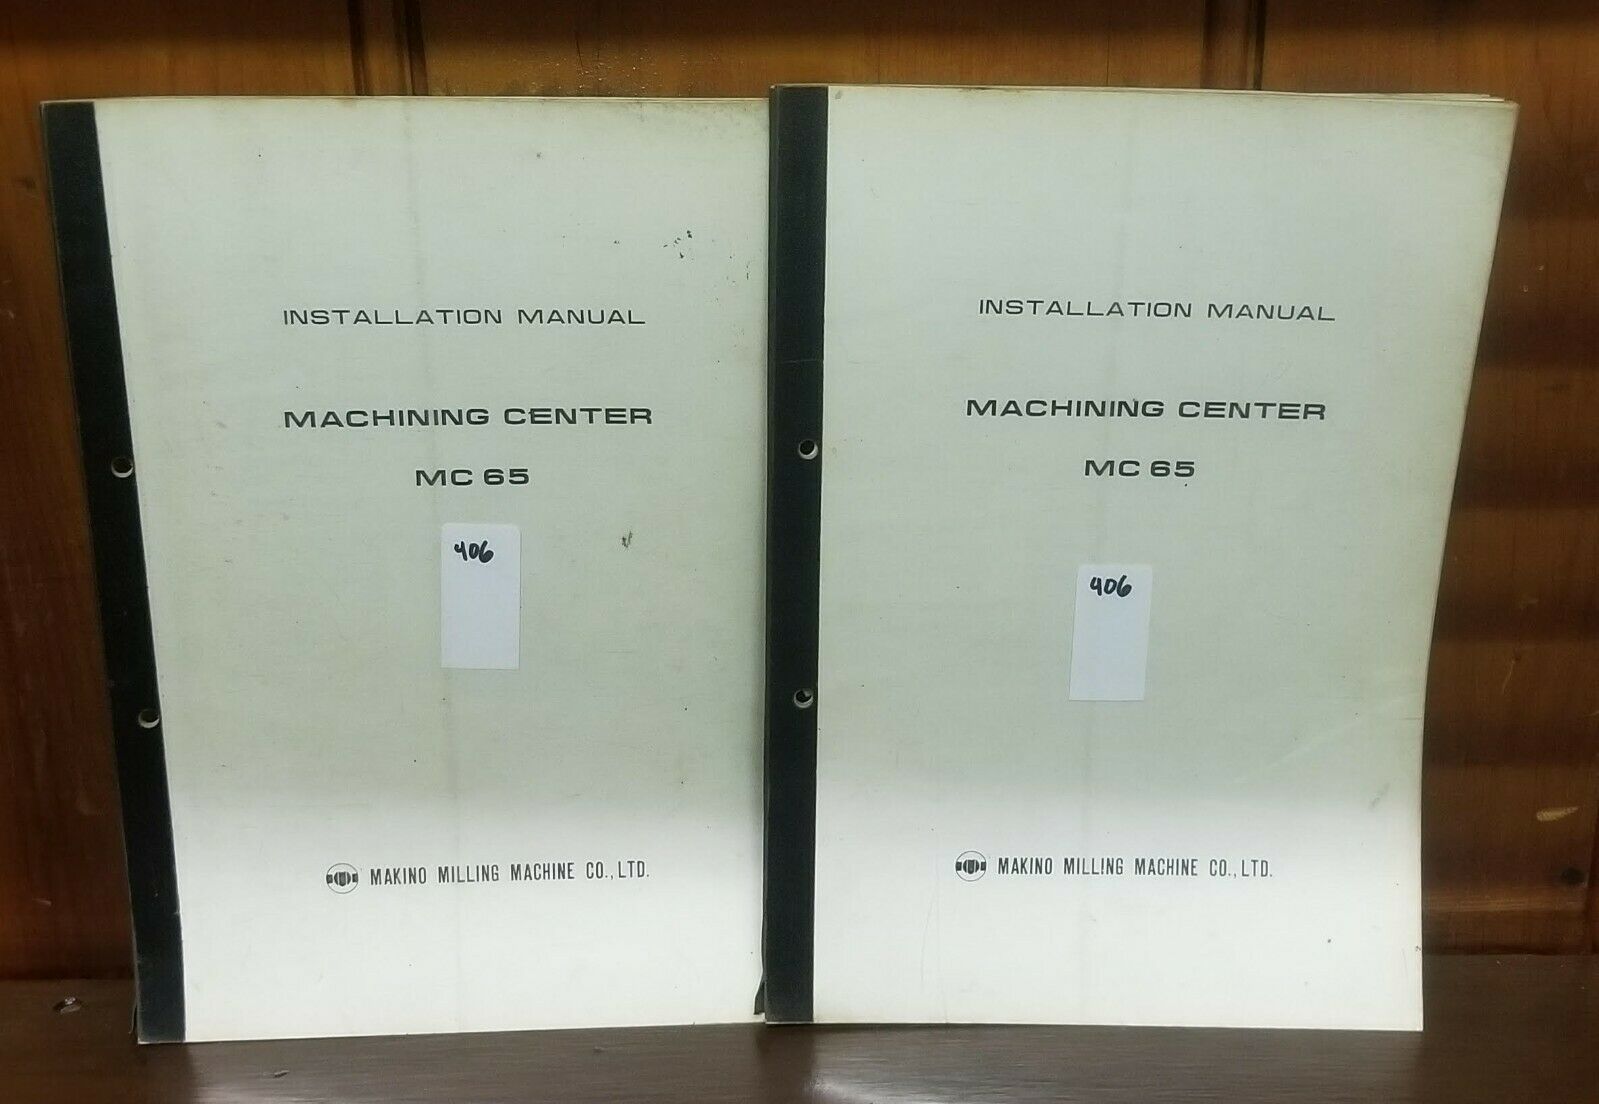 INSTALLATION MANUAL
MACHINING CENTER
MC 65
406
MAKINO MILLING MACHINE CO., LTD.
INSTALLATION MANUAL
MACHINING CENTER
MC 65
406
MAKINO MILLING MACHINE CO., LTD.